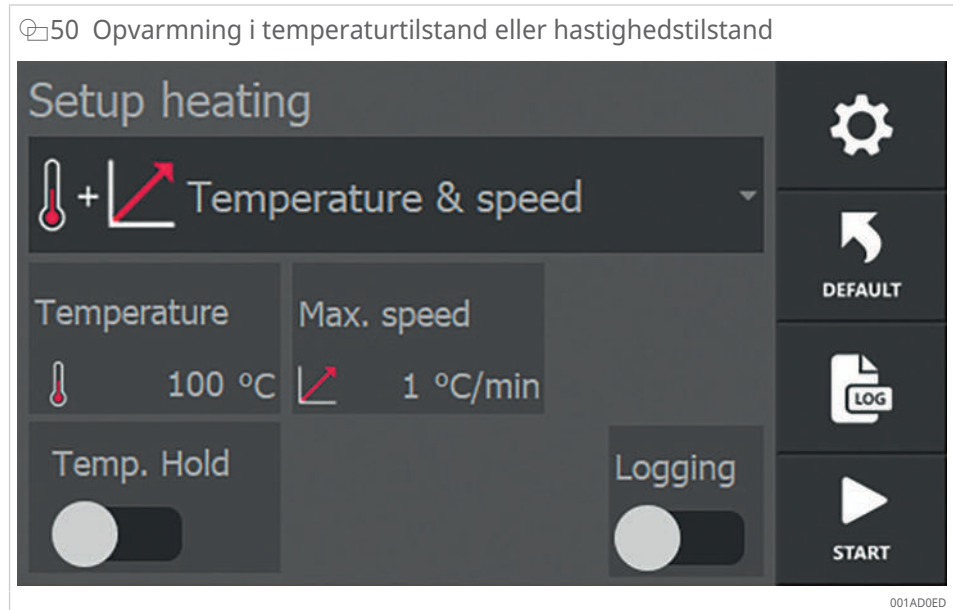 50 Opvarmning i temperaturtilstand eller hastighedstilstand
Setup heating
+ Temperature & speed
Temperature
100 °C
Max. speed
1 °C/min
Temp. Hold
Logging
DEFAULT
LOG
START
001AD0ED